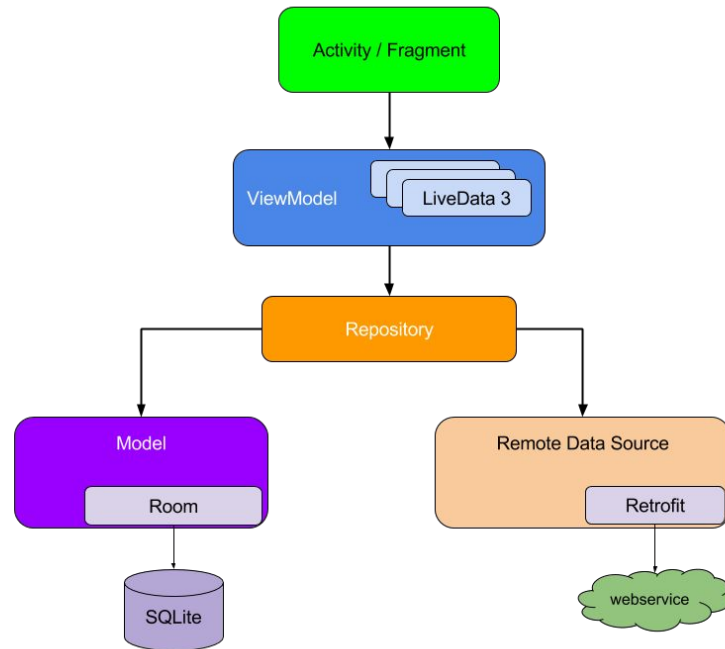 Activity / Fragment
ViewModel
LiveData 3
Repository
Model
Remote Data Source
Room
Retrofit
SQLite
webservice